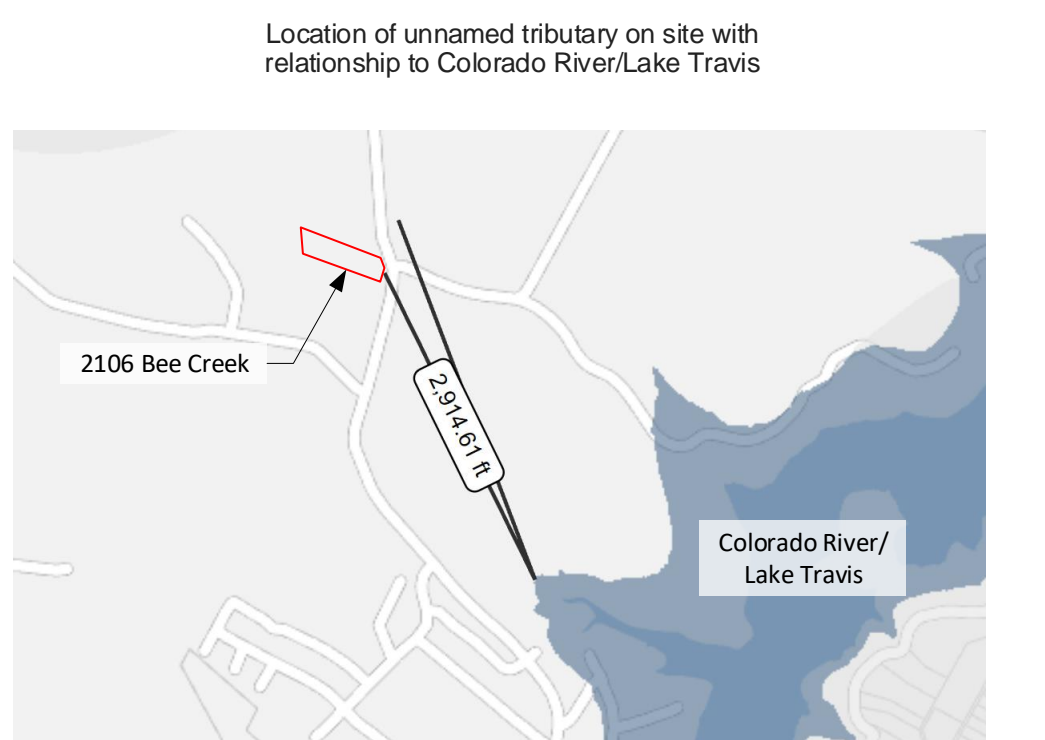 Location of unnamed tributary on site with
relationship to Colorado River/Lake Travis
2106 Bee Creek
2,914.61 ft
Colorado River/
Lake Travis